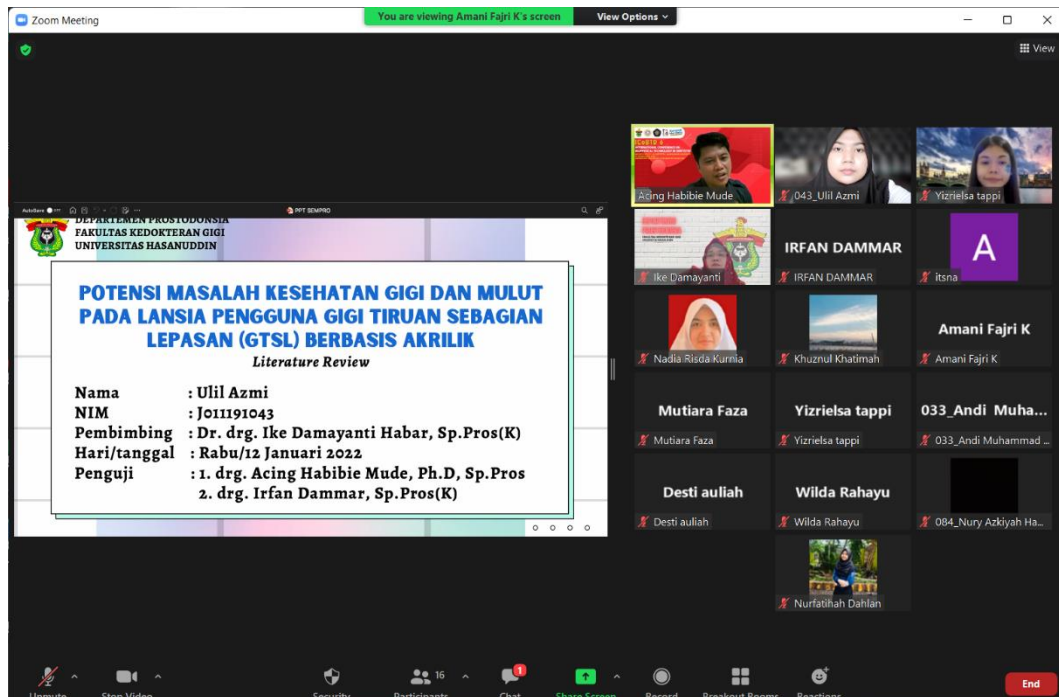 Zoom Meeting
You are viewing Amani Fajri K's screen
View Options
View
AutoSave
PPT SEMPRO
DEPARTEMEN PROSTODONSIA
FAKULTAS KEDOKTERAN GIGI
UNIVERSITAS HASANUDDIN
POTENSI MASALAH KESEHATAN GIGI DAN MULUT
PADA LANSIA PENGGUNA GIGI TIRUAN SEBAGIAN
LEPASAN (GTSL) BERBASIS AKRILIK
Literature Review
Nama : Ulil Azmi
NIM : J011191043
Pembimbing : Dr. drg. Ike Damayanti Habar, Sp.Pros(K)
Hari/tanggal : Rabu/12 Januari 2022
Penguji : 1. drg. Acing Habibie Mude, Ph.D, Sp.Pros
2. drg. Irfan Dammar, Sp.Pros(K)
Acing Habibie Mude
043_Ulil Azmi
Yizrielsa tappi
Ike Damayanti
IRFAN DAMMAR
IRFAN DAMMAR
A
itsna
Nadia Risda Kurnia
Khuznul Khatimah
Amani Fajri K
Amani Fajri K
Mutiara Faza
Mutiara Faza
Yizrielsa tappi
Yizrielsa tappi
033_Andi Muha...
033_Andi Muhammad ...
Desti auliah
Desti auliah
Wilda Rahayu
Wilda Rahayu
084_Nury Azkiyah Ha...
Nurfatihah Dahlan
Unmute
Stop Video
Security
16
Participants
1
Chat
Share Screen
Record
Breakout Rooms
Reactions
End